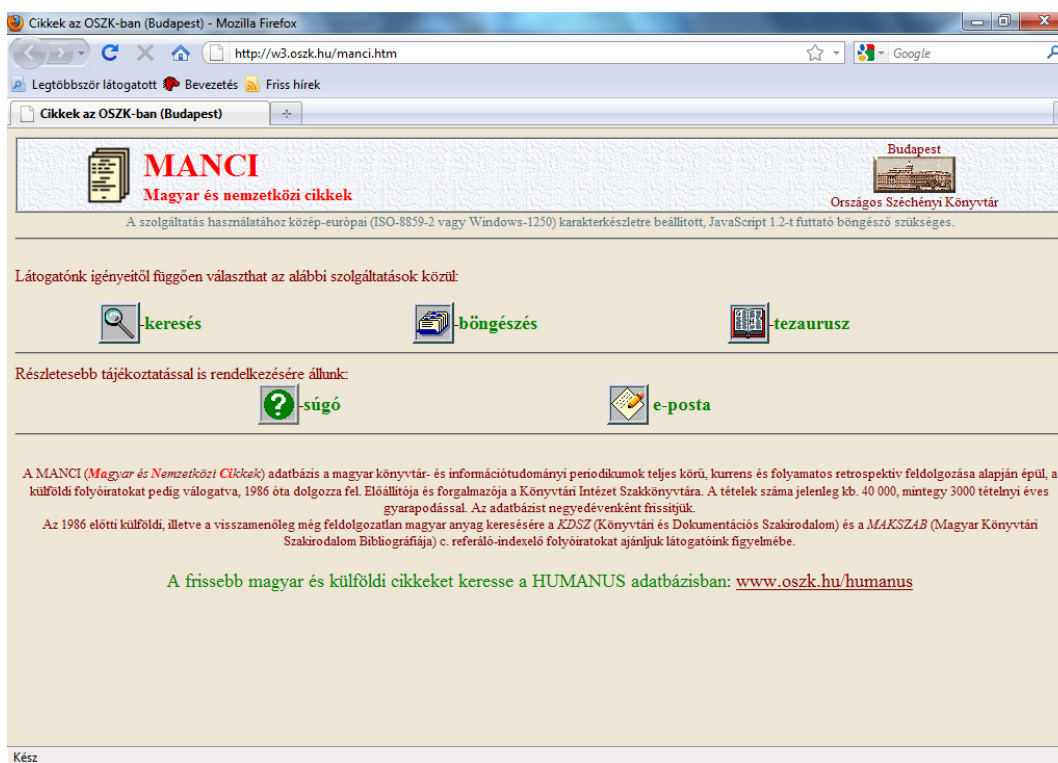 Cikkek az OSZK-ban (Budapest) - Mozilla Firefox
http://w3.oszk.hu/manci.htm
Google
Legtöbbször látogatott Bevezetés Friss hírek
Cikkek az OSZK-ban (Budapest)
MANCI
Magyar és nemzetközi cikkek
Budapest
Országos Széchényi Könyvtár
A szolgáltatás használatához közép-európai (ISO-8859-2 vagy Windows-1250) karakterkészletre beállított, JavaScript 1.2-t futtató böngésző szükséges.
Látogatónk igényeitől függően választhat az alábbi szolgáltatások közül:
-keresés -böngészés -tezaurusz
Részletesebb tájékoztatással is rendelkezésére állunk:
-súgó e-posta
A MANCI (Magyar és Nemzetközi Cikkek) adatbázis a magyar könyvtár- és információtudományi periodikumok teljes körű, kurrens és folyamatos retrospektív feldolgozása alapján épül, a
külföldi folyóiratokat pedig válogatva, 1986 óta dolgozza fel. Előállítója és forgalmazója a Könyvtári Intézet Szakkönyvtára. A tételek száma jelenleg kb. 40 000, mintegy 3000 tételnyi éves
gyarapodással. Az adatbázist negyedévenként frissítjük.
Az 1986 előtti külföldi, illetve a visszamenőleg még feldolgozatlan magyar anyag keresésére a KDSZ (Könyvtári és Dokumentációs Szakirodalom) és a MAKSZAB (Magyar Könyvtári
Szakirodalom Bibliográfiája) c. referáló-indexelő folyóiratokat ajánljuk látogatóink figyelmébe.
A frissebb magyar és külföldi cikkeket keresse a HUMANUS adatbázisban: www.oszk.hu/humanus
Kész